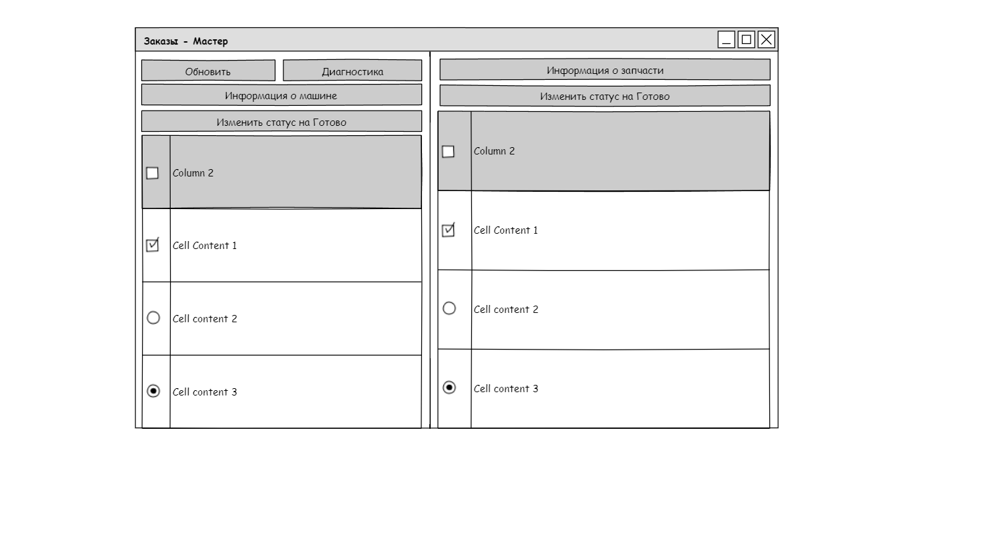 Заказы - Мастер
Обновить
Диагностика
Информация о машине
Изменить статус на Готово
Column 2
Cell Content 1
Cell content 2
Cell content 3
Информация о запчасти
Изменить статус на Готово
Column 2
Cell Content 1
Cell content 2
Cell content 3